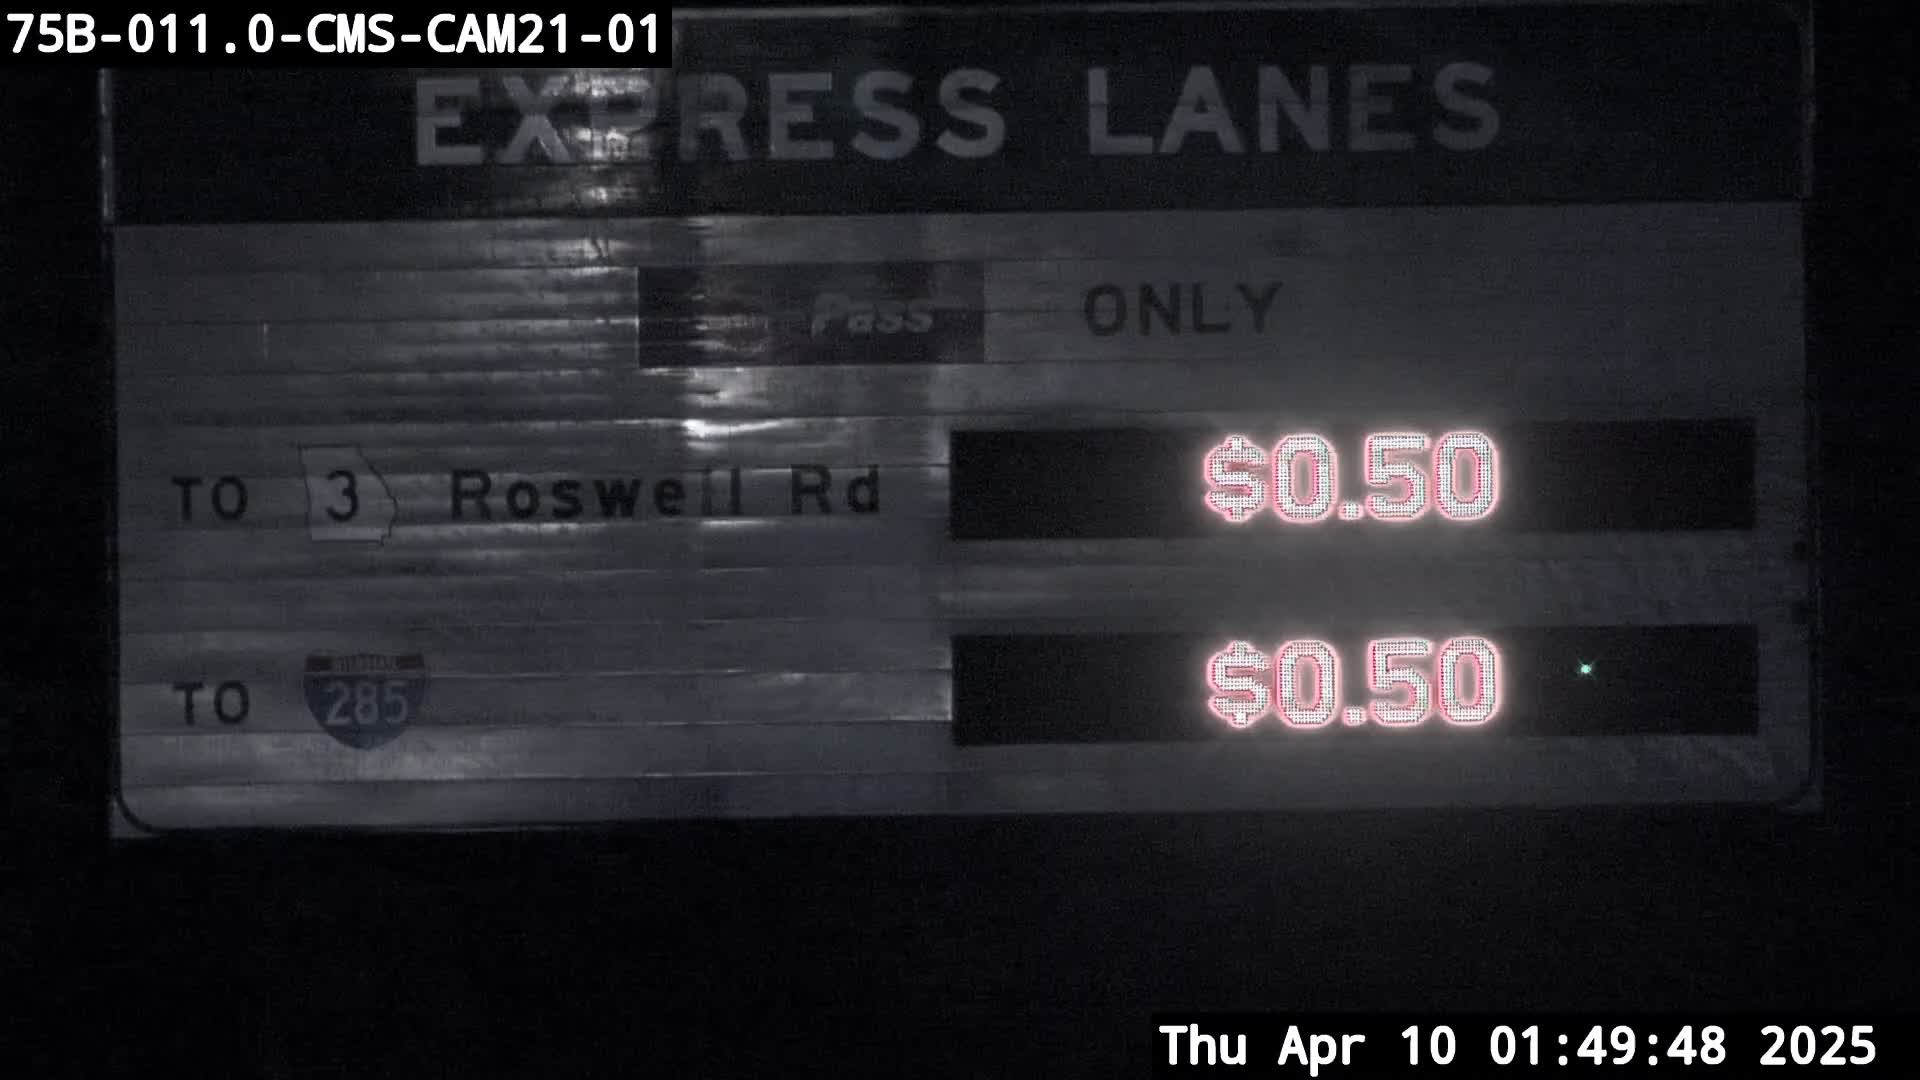 75B-011.0-CMS-CAM21-01
EXPRESS LANES
Pass ONLY
TO 3 Roswell Rd $0.50
TO 285 $0.50
Thu Apr 10 01:49:48 2025